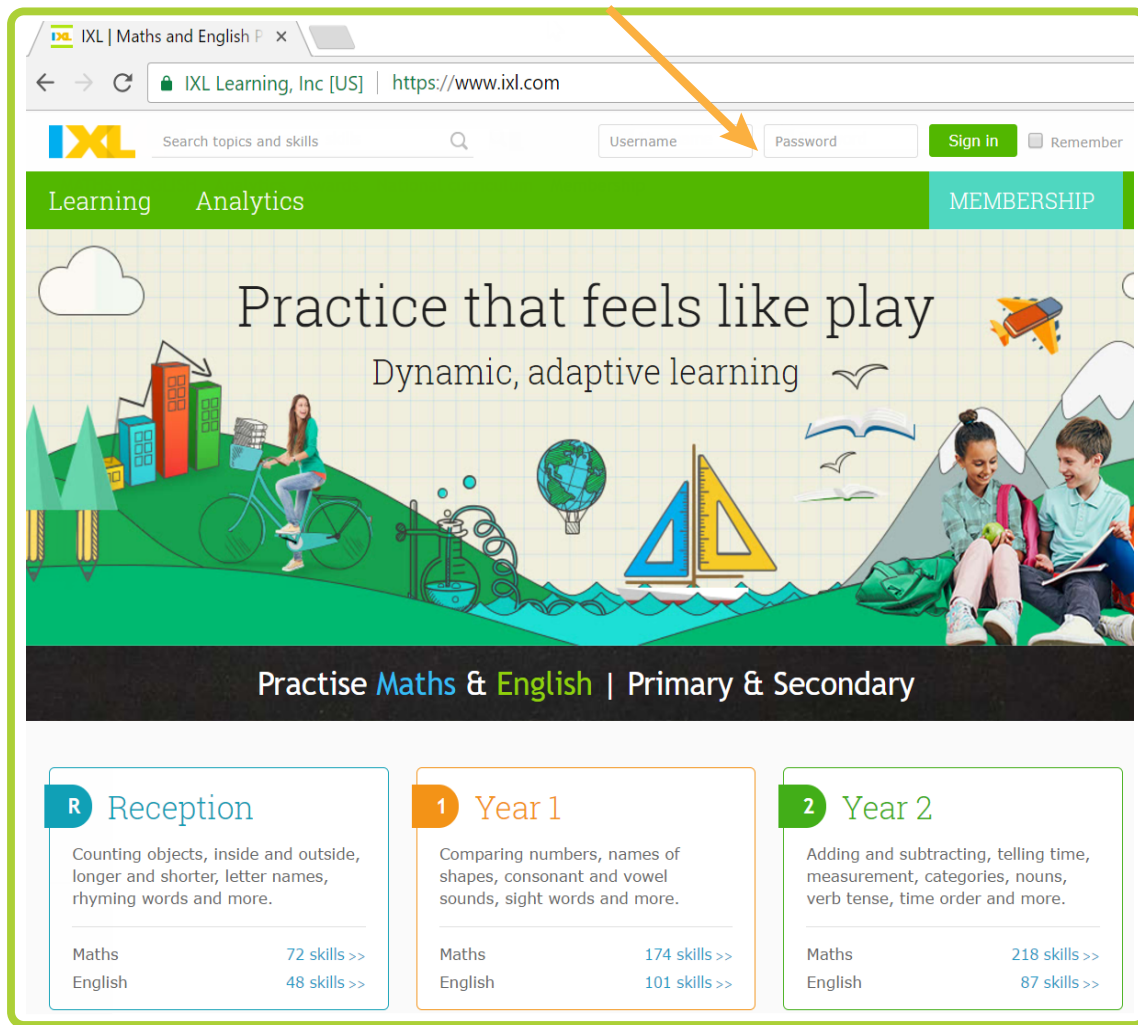 IXL | Maths and English P
IXL Learning, Inc [US] | https://www.ixl.com
IXL Search topics and skills Username Password Sign in Remember
Learning Analytics MEMBERSHIP
Practice that feels like play
Dynamic, adaptive learning
Practise Maths & English | Primary & Secondary
R Reception
Counting objects, inside and outside,
longer and shorter, letter names,
rhyming words and more.
Maths 72 skills >>
English 48 skills >>
1 Year 1
Comparing numbers, names of
shapes, consonant and vowel
sounds, sight words and more.
Maths 174 skills >>
English 101 skills >>
2 Year 2
Adding and subtracting, telling time,
measurement, categories, nouns,
verb tense, time order and more.
Maths 218 skills >>
English 87 skills >>